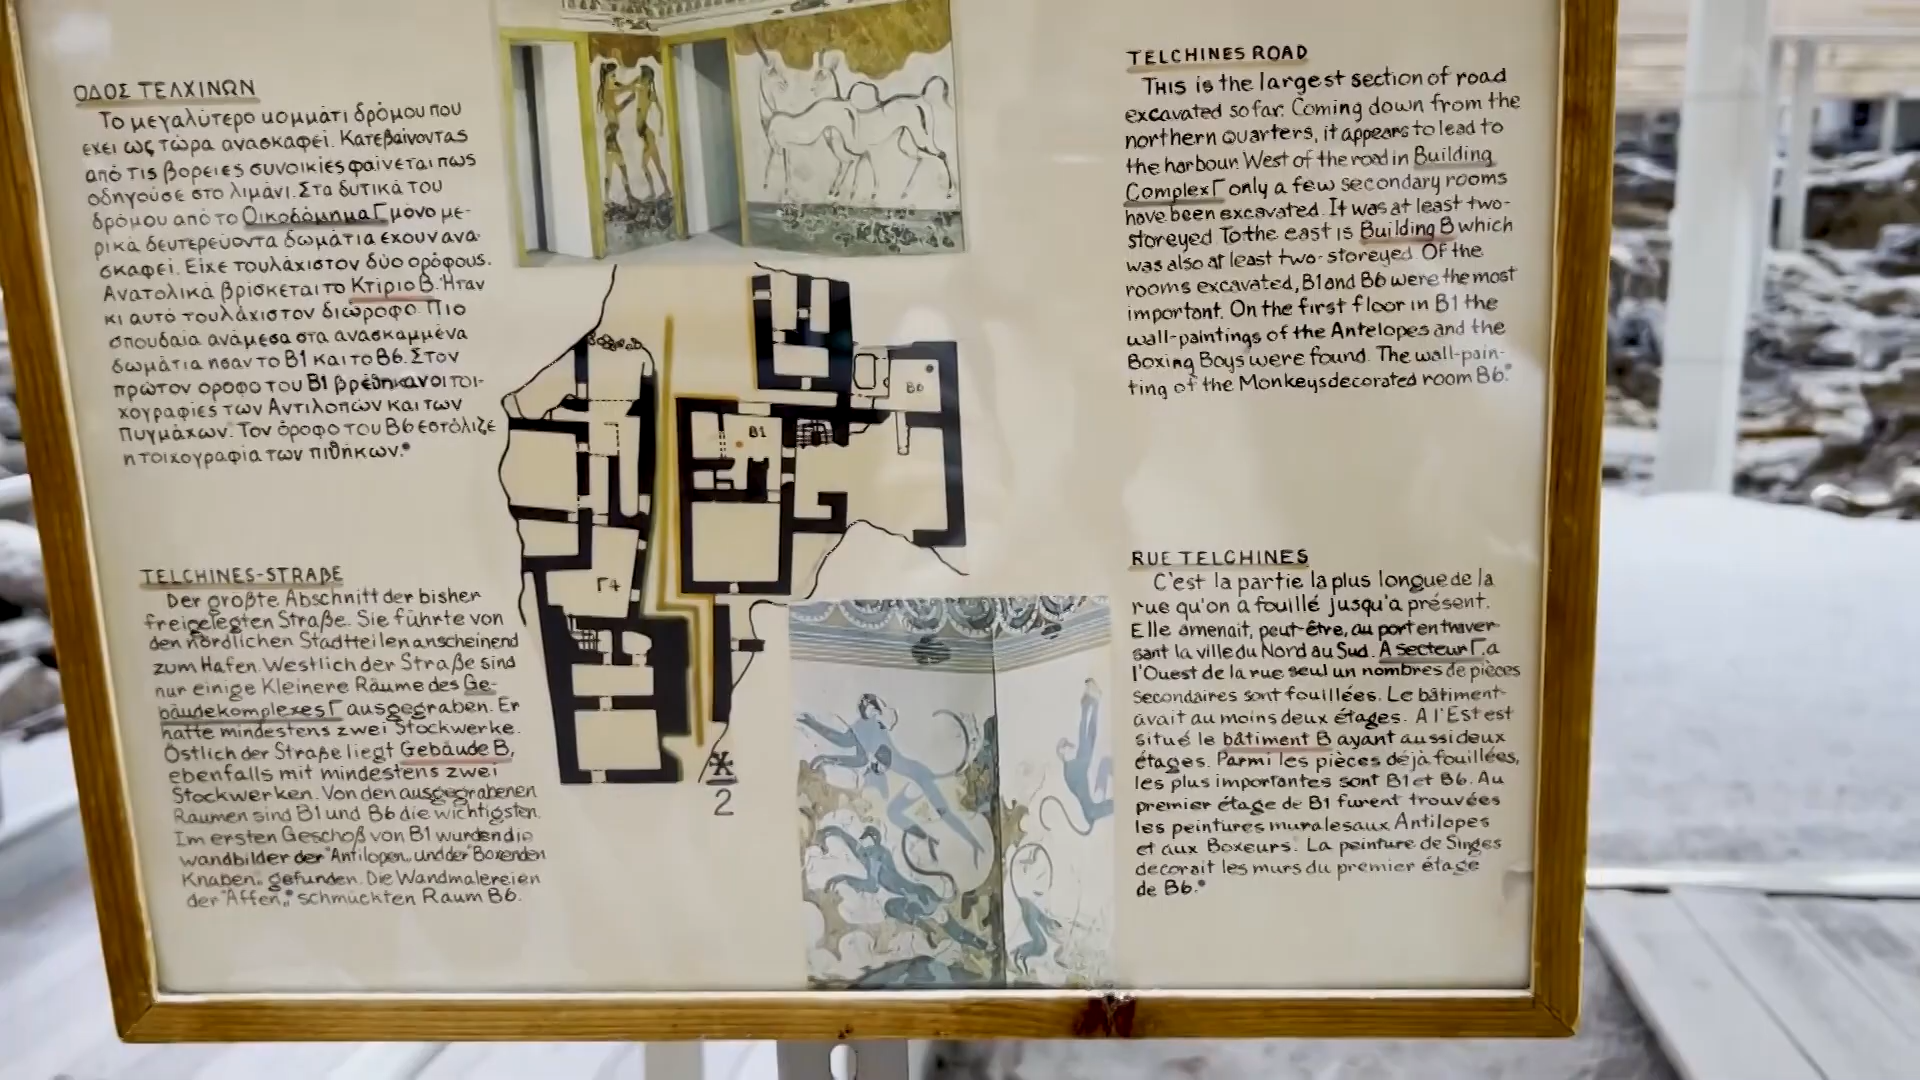 ΟΔΟΣ ΤΕΛΧΙΝΩΝ
Το μεγαλύτερο κομμάτι δρόμου που
εχει ως τώρα ανασκαφεί. Κατεβαίνοντας
από τις βορειες συνοικίες φαίνεται πως
οδηγούσε στο λιμάνι. Στα δυτικά του
δρόμου από το Οικοδόμημα Γ μόνο με-
ρικά δευτερεύοντα δωμάτια έχουν ανα-
σκαφεί. Είχε τουλάχιστον δύο ορόφους.
Ανατολικά βρίσκεται το Κτίριο Β. Ήταν
κι αυτό τουλάχιστον διώροφο. Πιο
σπουδαία ανάμεσα στα ανασκαμμένα
δωμάτια ησαν το Β1 και το Β6. Στον
πρώτον οροφο του Β1 βρέθηκαν οι τοι-
χογραφίες των Αντιλοπών και των
Πυγμάχων. Τον όροφο του Β6 εστόλιζε
η τοιχογραφία των πιθήκων.
TELCHINES-STRAßE
Der größte Abschnitt der bisher
freigelegten Straße. Sie führte von
den nördlichen Stadtteilen anscheinend
zum Hafen. Westlich der Straße sind
nur einige Kleinere Räume des Ge-
bäudekomplexes Γ ausgegraben. Er
hatte mindestens zwei Stockwerke.
Östlich der Straße liegt Gebäude B,
ebenfalls mit mindestens zwei
Stockwerken. Von den ausgegrabenen
Räumen sind B1 und B6 die wichtigsten.
Im ersten Geschoß von B1 wurden die
wandbilder der "Antilopen„ und der "Boxenden
Knaben„ gefunden. Die Wandmalereien
der "Affen„ schmückten Raum B6.
B6
B1
Γ4
*
2
TELCHINES ROAD
THIS is the largest section of road
excavated so far. Coming down from the
northern quarters, it appears to lead to
the harbour. West of the road in Building
Complex Γ only a few secondary rooms
have been excavated. It was at least two-
storeyed. To the east is Building B which
was also at least two-storeyed. Of the
rooms excavated, B1 and B6 were the most
important. On the first floor in B1 the
wall-paintings of the Antelopes and the
Boxing Boys were found. The wall-pain-
ting of the Monkeys decorated room B6.
RUE TELCHINES
C'est la partie la plus longue de la
rue qu'on a fouillé jusqu'a présent.
Elle amenait, peut-être, au port en traver-
sant la ville du Nord au Sud. A secteur Γ, a
l'Ouest de la rue seul un nombres de pièces
secondaires sont fouillées. Le bâtiment
avait au moins deux étages. A l'Est est
situé le bâtiment B ayant aussi deux
étages. Parmi les pièces déjà fouillées,
les plus importantes sont B1 et B6. Au
premier étage de B1 furent trouvées
les peintures murales aux Antilopes
et aux Boxeurs. La peinture de Singes
decorait les murs du premier étage
de B6.